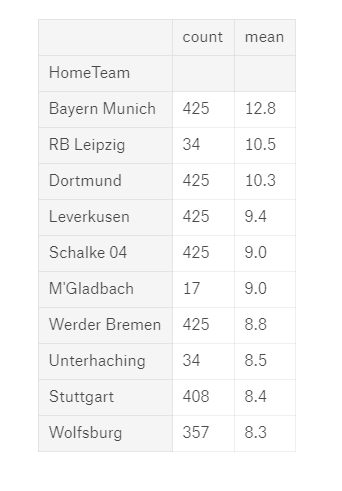 count mean
HomeTeam
Bayern Munich 425 12.8
RB Leipzig 34 10.5
Dortmund 425 10.3
Leverkusen 425 9.4
Schalke 04 425 9.0
M'Gladbach 17 9.0
Werder Bremen 425 8.8
Unterhaching 34 8.5
Stuttgart 408 8.4
Wolfsburg 357 8.3